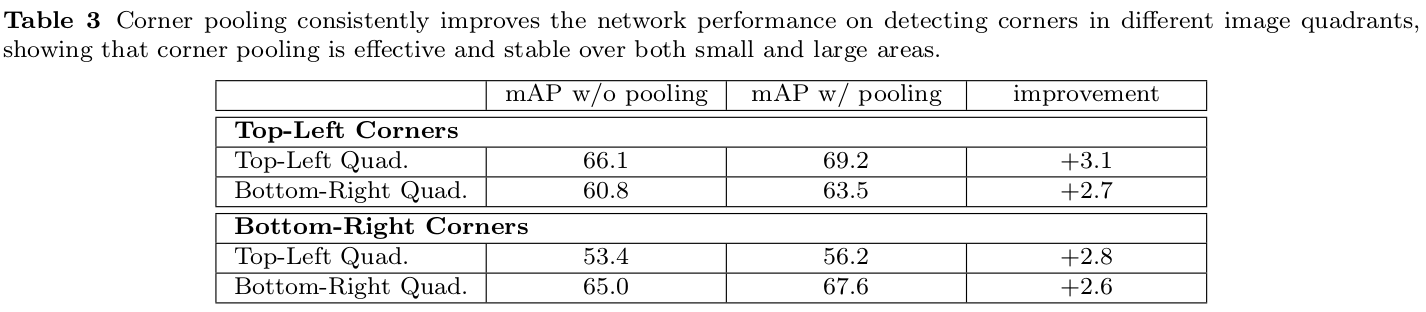 Table 3 Corner pooling consistently improves the network performance on detecting corners in different image quadrants,
showing that corner pooling is effective and stable over both small and large areas.
mAP w/o pooling mAP w/ pooling improvement
Top-Left Corners
Top-Left Quad. 66.1 69.2 +3.1
Bottom-Right Quad. 60.8 63.5 +2.7
Bottom-Right Corners
Top-Left Quad. 53.4 56.2 +2.8
Bottom-Right Quad. 65.0 67.6 +2.6